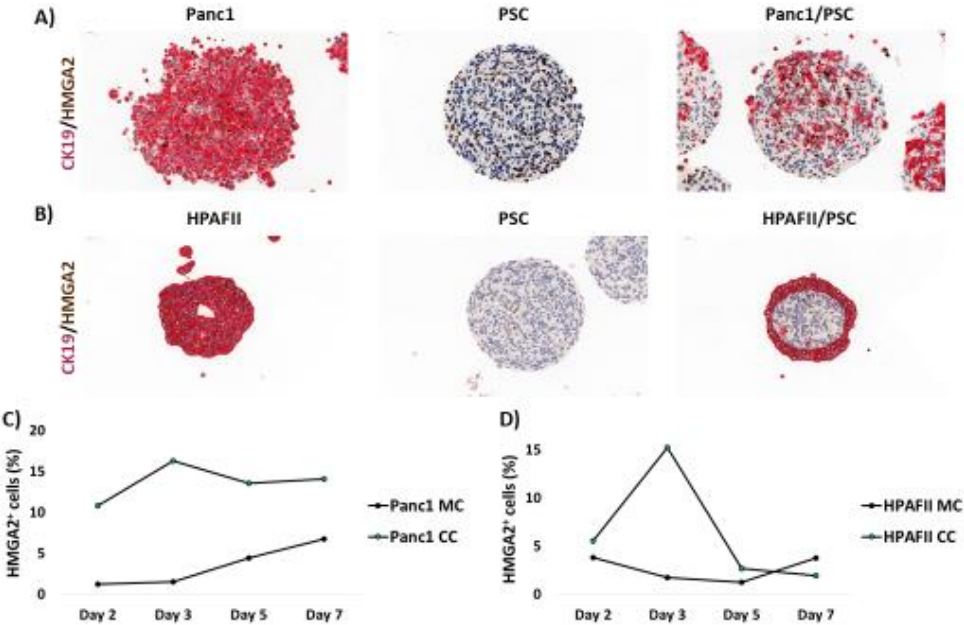 A)
Panc1
PSC
Panc1/PSC
CK19/HMGA2
B)
HPAFII
PSC
HPAFII/PSC
CK19/HMGA2
C)
HMGA2⁺ cells (%)
20
15
10
5
0
Day 2
Day 3
Day 5
Day 7
Panc1 MC
Panc1 CC
D)
HMGA2⁺ cells (%)
15
10
5
0
Day 2
Day 3
Day 5
Day 7
HPAFII MC
HPAFII CC